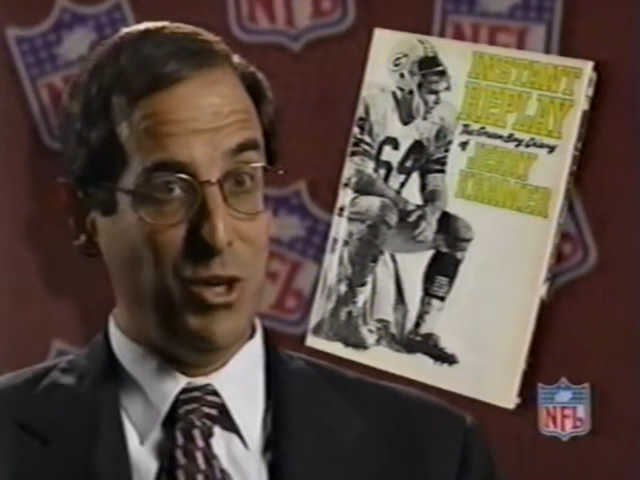 NFL
INSTANT
REPLAY
The Green Bay Diary
of JERRY
KRAMER
64
NFL
NFL
NFL